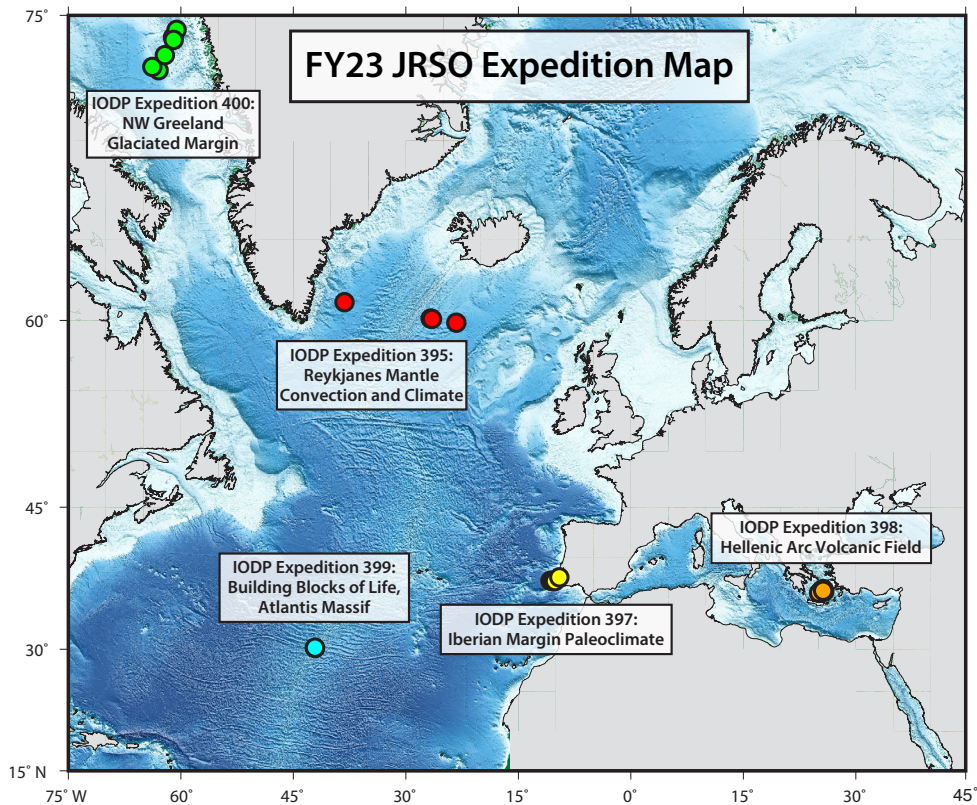 FY23 JRSO Expedition Map
75°
IODP Expedition 400:
NW Greeland
Glaciated Margin
60°
IODP Expedition 395:
Reykjanes Mantle
Convection and Climate
45°
IODP Expedition 398:
Hellenic Arc Volcanic Field
IODP Expedition 399:
Building Blocks of Life,
Atlantis Massif
IODP Expedition 397:
Iberian Margin Paleoclimate
30°
15° N
75° W 60° 45° 30° 15° 0° 15° 30° 45° E